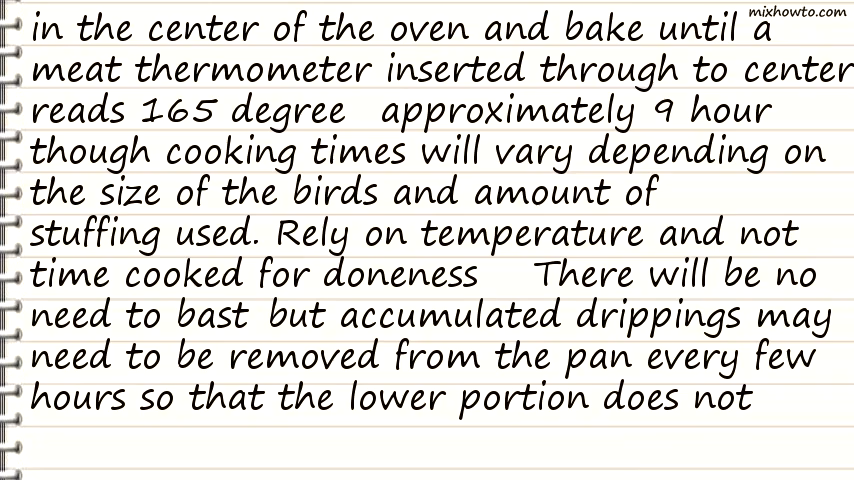 mixhowto.com
in the center of the oven and bake until a
meat thermometer inserted through to center
reads 165 degree approximately 9 hour
though cooking times will vary depending on
the size of the birds and amount of
stuffing used. Rely on temperature and not
time cooked for doneness There will be no
need to bast but accumulated drippings may
need to be removed from the pan every few
hours so that the lower portion does not